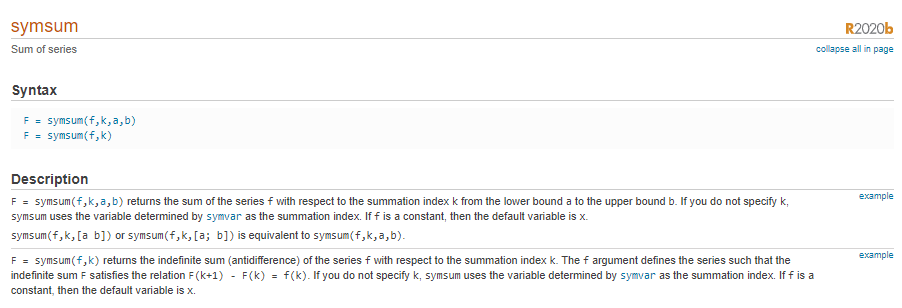 symsum
R2020b
Sum of series
collapse all in page
Syntax
F = symsum(f,k,a,b)
F = symsum(f,k)
Description
F = symsum(f,k,a,b) returns the sum of the series f with respect to the summation index k from the lower bound a to the upper bound b. If you do not specify k,
example
symsum uses the variable determined by symvar as the summation index. If f is a constant, then the default variable is x.
symsum(f,k,[a b]) or symsum(f,k,[a; b]) is equivalent to symsum(f,k,a,b).
F = symsum(f,k) returns the indefinite sum (antidifference) of the series f with respect to the summation index k. The f argument defines the series such that the
example
indefinite sum F satisfies the relation F(k+1) - F(k) = f(k). If you do not specify k, symsum uses the variable determined by symvar as the summation index. If f is a
constant, then the default variable is x.